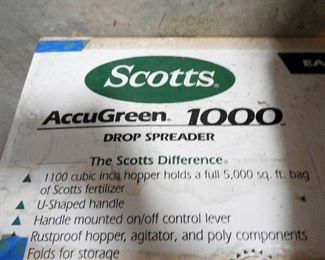 Scotts®
EA
AccuGreen® 1000™
DROP SPREADER
The Scotts Difference®
▲ 1100 cubic inch hopper holds a full 5,000 sq. ft. bag
of Scotts fertilizer
▲ U-Shaped handle
▲ Handle mounted on/off control lever
Rustproof hopper, agitator, and poly components
Folds for storage